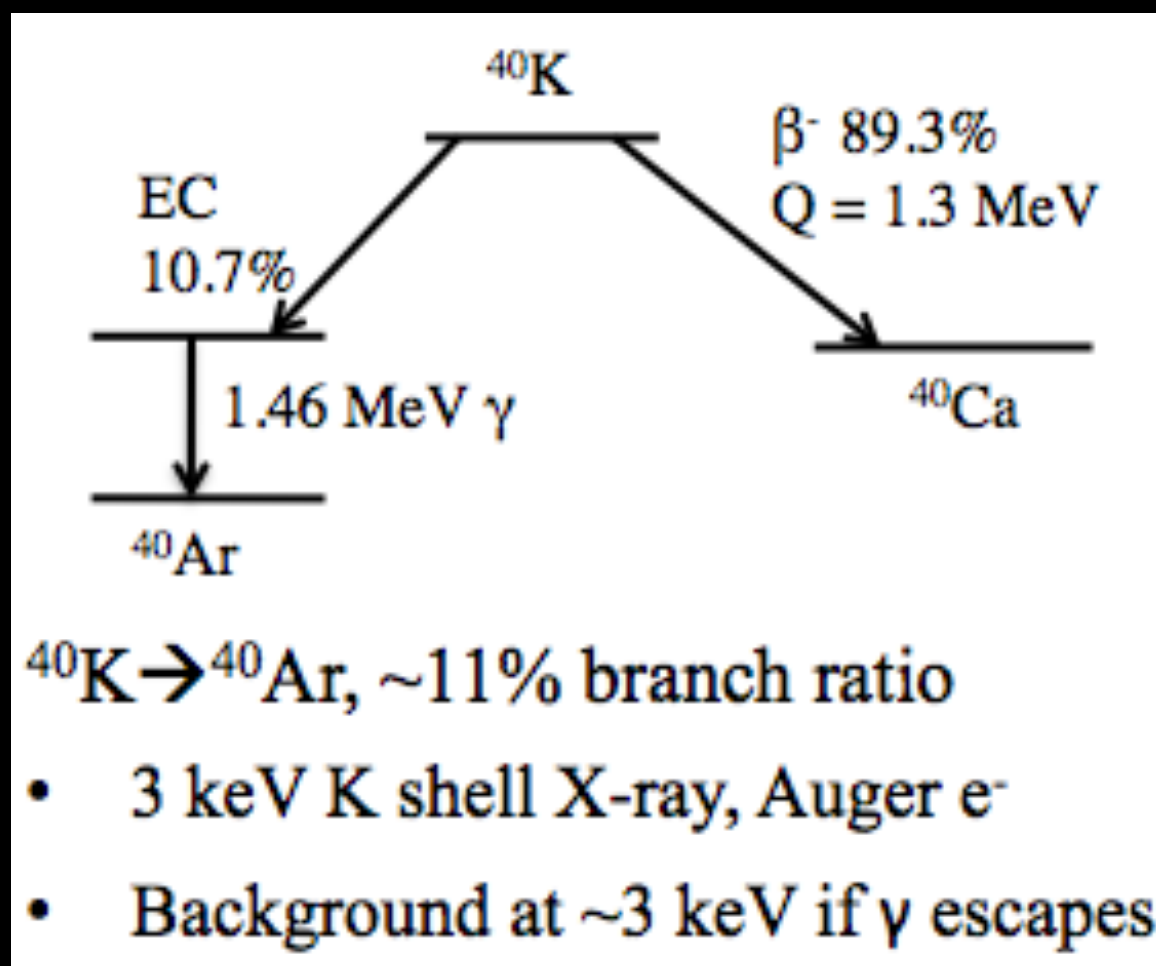 ⁴⁰K
β⁻ 89.3%
Q = 1.3 MeV
EC
10.7%
1.46 MeV γ
⁴⁰Ca
⁴⁰Ar
⁴⁰K→⁴⁰Ar, ~11% branch ratio
• 3 keV K shell X-ray, Auger e⁻
• Background at ~3 keV if γ escapes